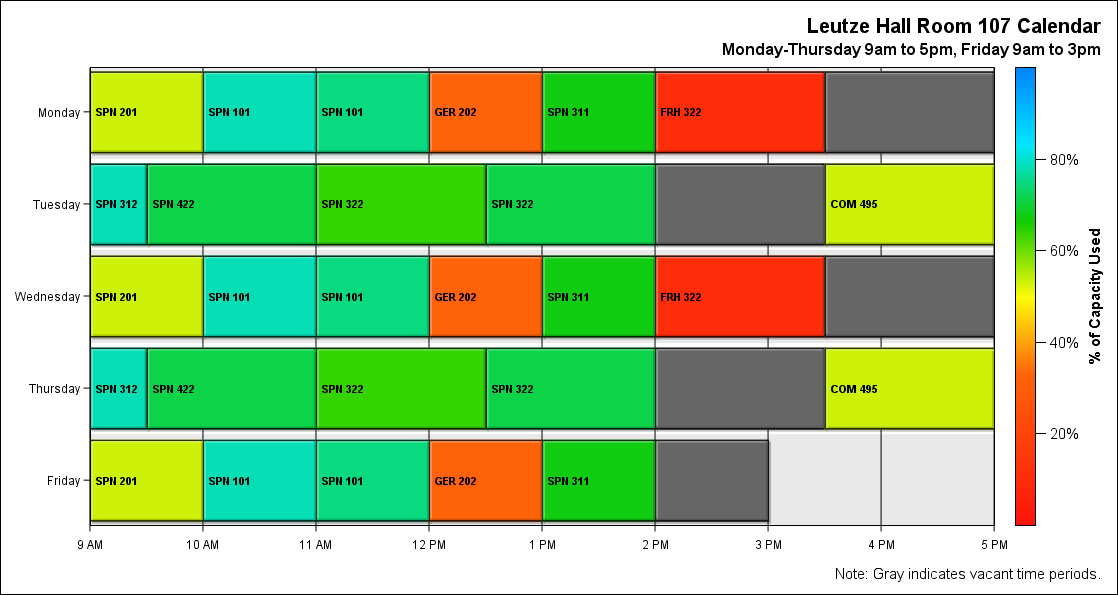 Leutze Hall Room 107 Calendar
Monday-Thursday 9am to 5pm, Friday 9am to 3pm
Monday SPN 201 SPN 101 SPN 101 GER 202 SPN 311 FRH 322
80%
Tuesday SPN 312 SPN 422 SPN 322 SPN 322 COM 495
60%
% of Capacity Used
Wednesday SPN 201 SPN 101 SPN 101 GER 202 SPN 311 FRH 322
40%
Thursday SPN 312 SPN 422 SPN 322 SPN 322 COM 495
20%
Friday SPN 201 SPN 101 SPN 101 GER 202 SPN 311
9 AM 10 AM 11 AM 12 PM 1 PM 2 PM 3 PM 4 PM 5 PM
Note: Gray indicates vacant time periods.